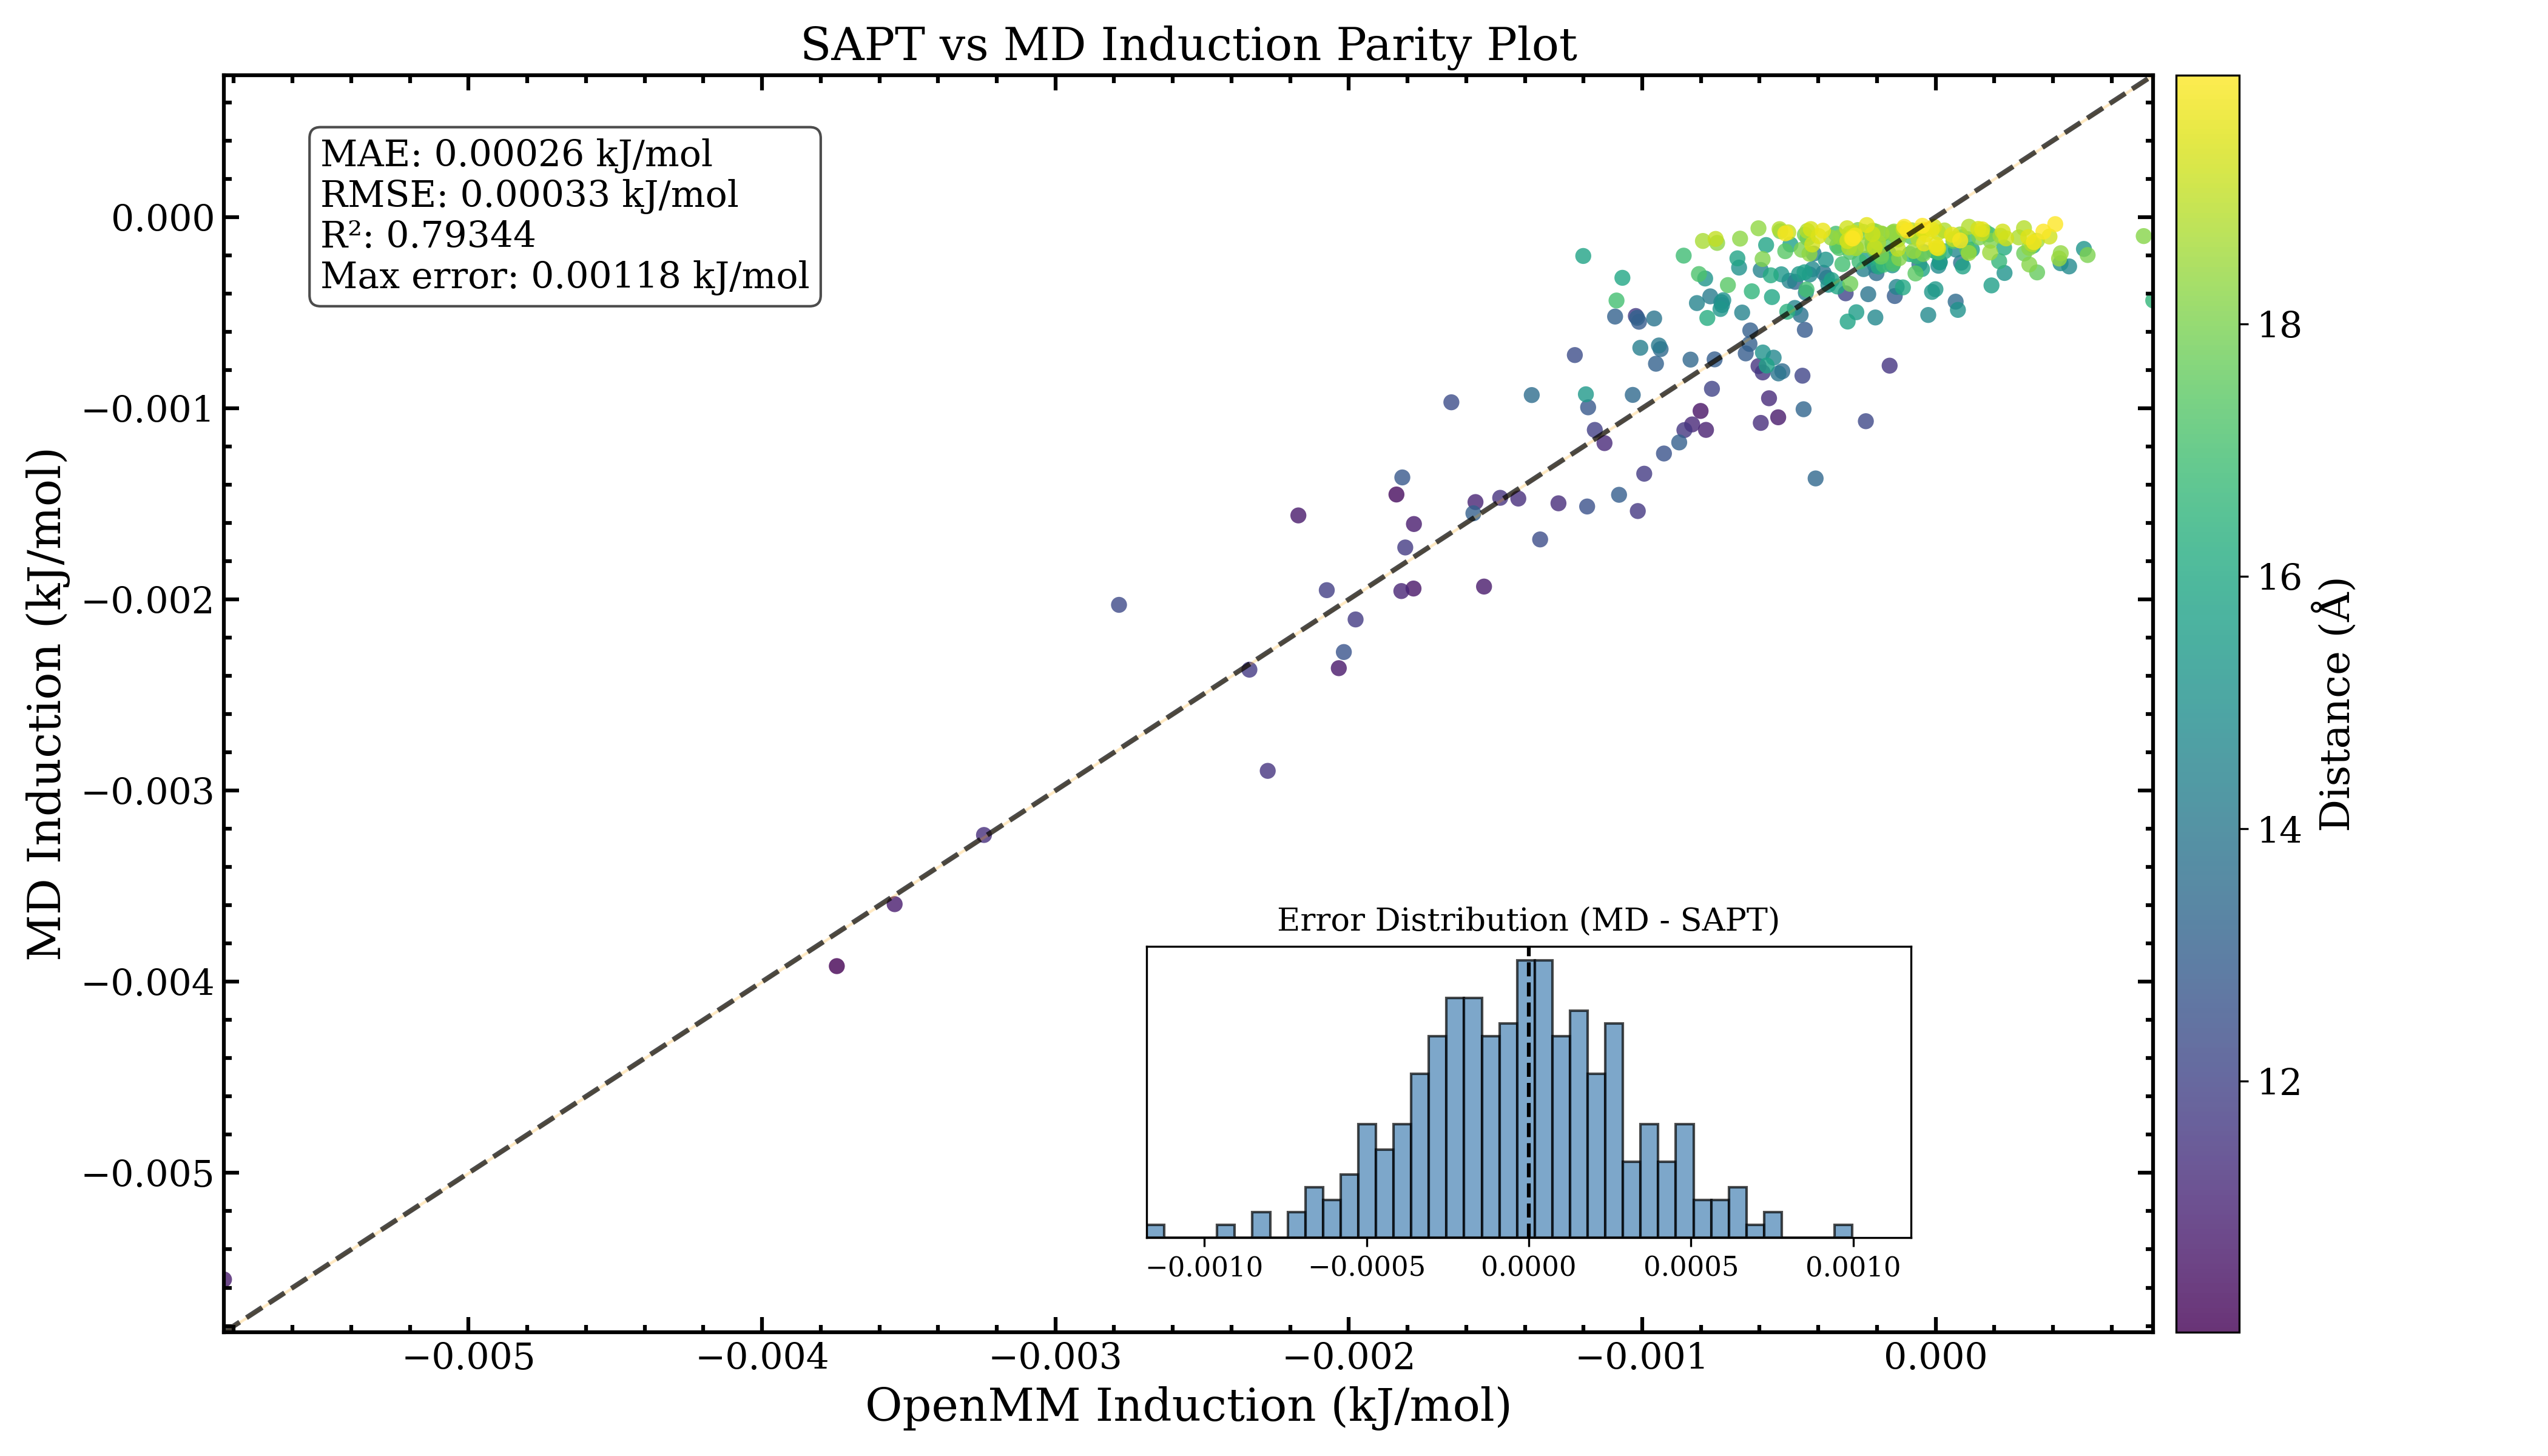 SAPT vs MD Induction Parity Plot
MAE: 0.00026 kJ/mol
RMSE: 0.00033 kJ/mol
R²: 0.79344
Max error: 0.00118 kJ/mol
MD Induction (kJ/mol)
0.000
−0.001
−0.002
−0.003
−0.004
−0.005
Error Distribution (MD - SAPT)
−0.0010 −0.0005 0.0000 0.0005 0.0010
−0.005 −0.004 −0.003 −0.002 −0.001 0.000
OpenMM Induction (kJ/mol)
18
16
14
12
Distance (Å)